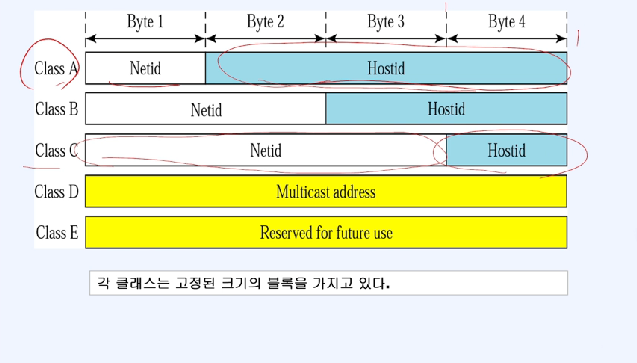 Byte 1 Byte 2 Byte 3 Byte 4
Class A Netid Hostid
Class B Netid Hostid
Class C Netid Hostid
Class D Multicast address
Class E Reserved for future use
각 클래스는 고정된 크기의 블록을 가지고 있다.